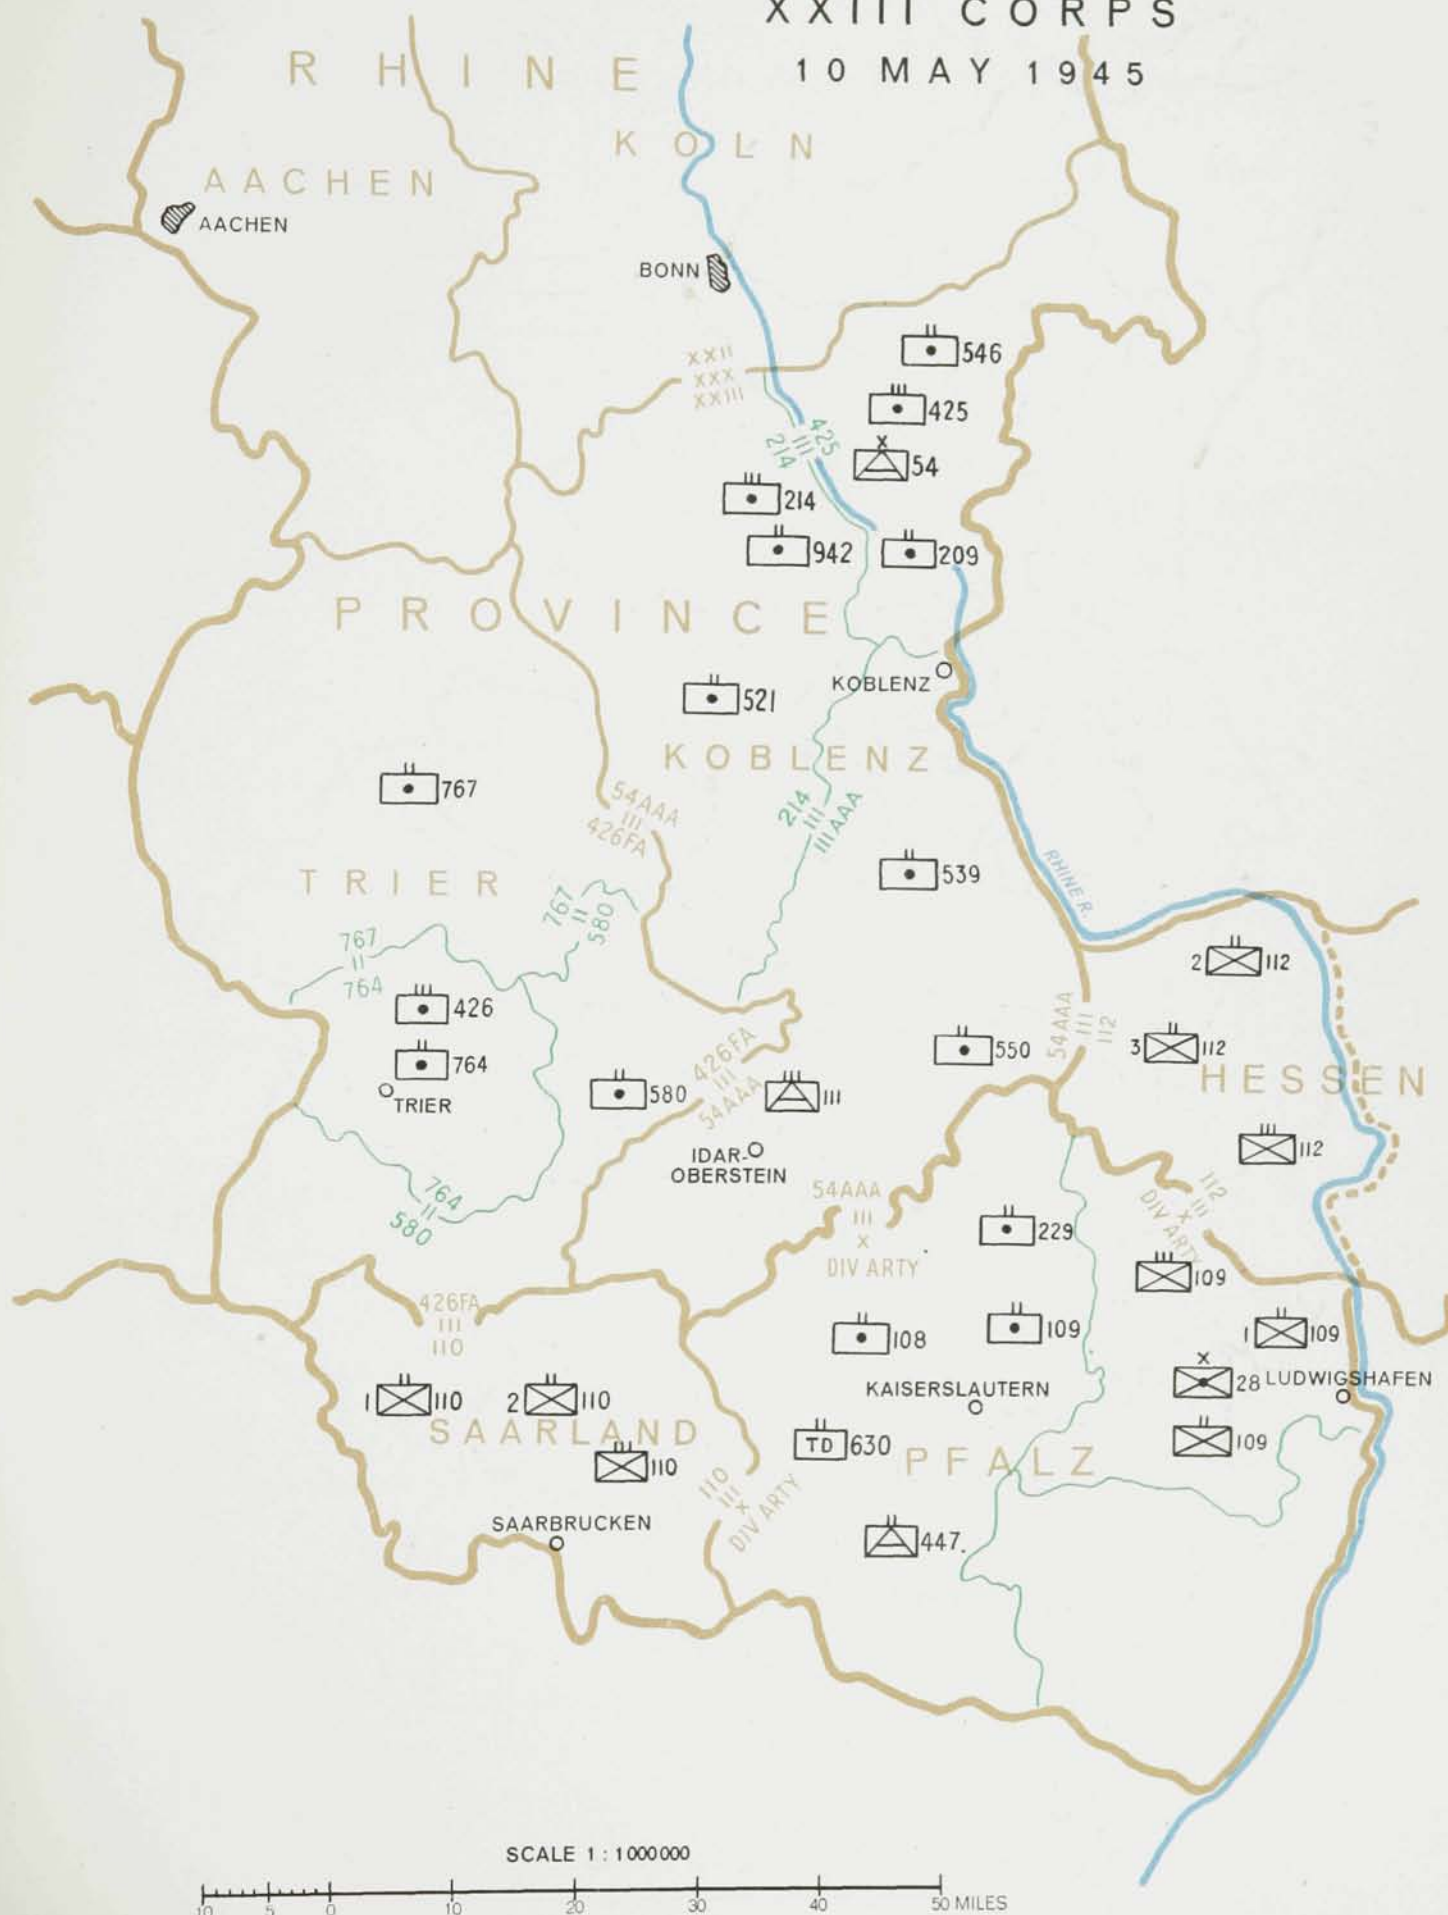 XXIII CORPS
10 MAY 1945
RHINE
KOLN
AACHEN
AACHEN
BONN
546
XXII
XXX
XXIII
425
425
III
214
54
214
942
209
PROVINCE
KOBLENZ
521
KOBLENZ
767
54AAA
III
426FA
214
III
111AAA
539
RHINE R.
TRIER
767
II
580
767
II
764
2 112
426
54AAA
III
112
550
3 112
764
426FA
III
54AAA
HESSEN
580
111
TRIER
112
IDAR-
OBERSTEIN
764
II
580
54AAA
III
X
DIV ARTY
112
III
X
DIV ARTY
229
109
426FA
III
110
108
109
1 109
KAISERSLAUTERN
28
LUDWIGSHAFEN
1 110
2 110
SAARLAND
TD 630
109
PFALZ
110
110
III
X
DIV ARTY
SAARBRUCKEN
447.
SCALE 1 : 1000000
10 5 0 10 20 30 40 50 MILES